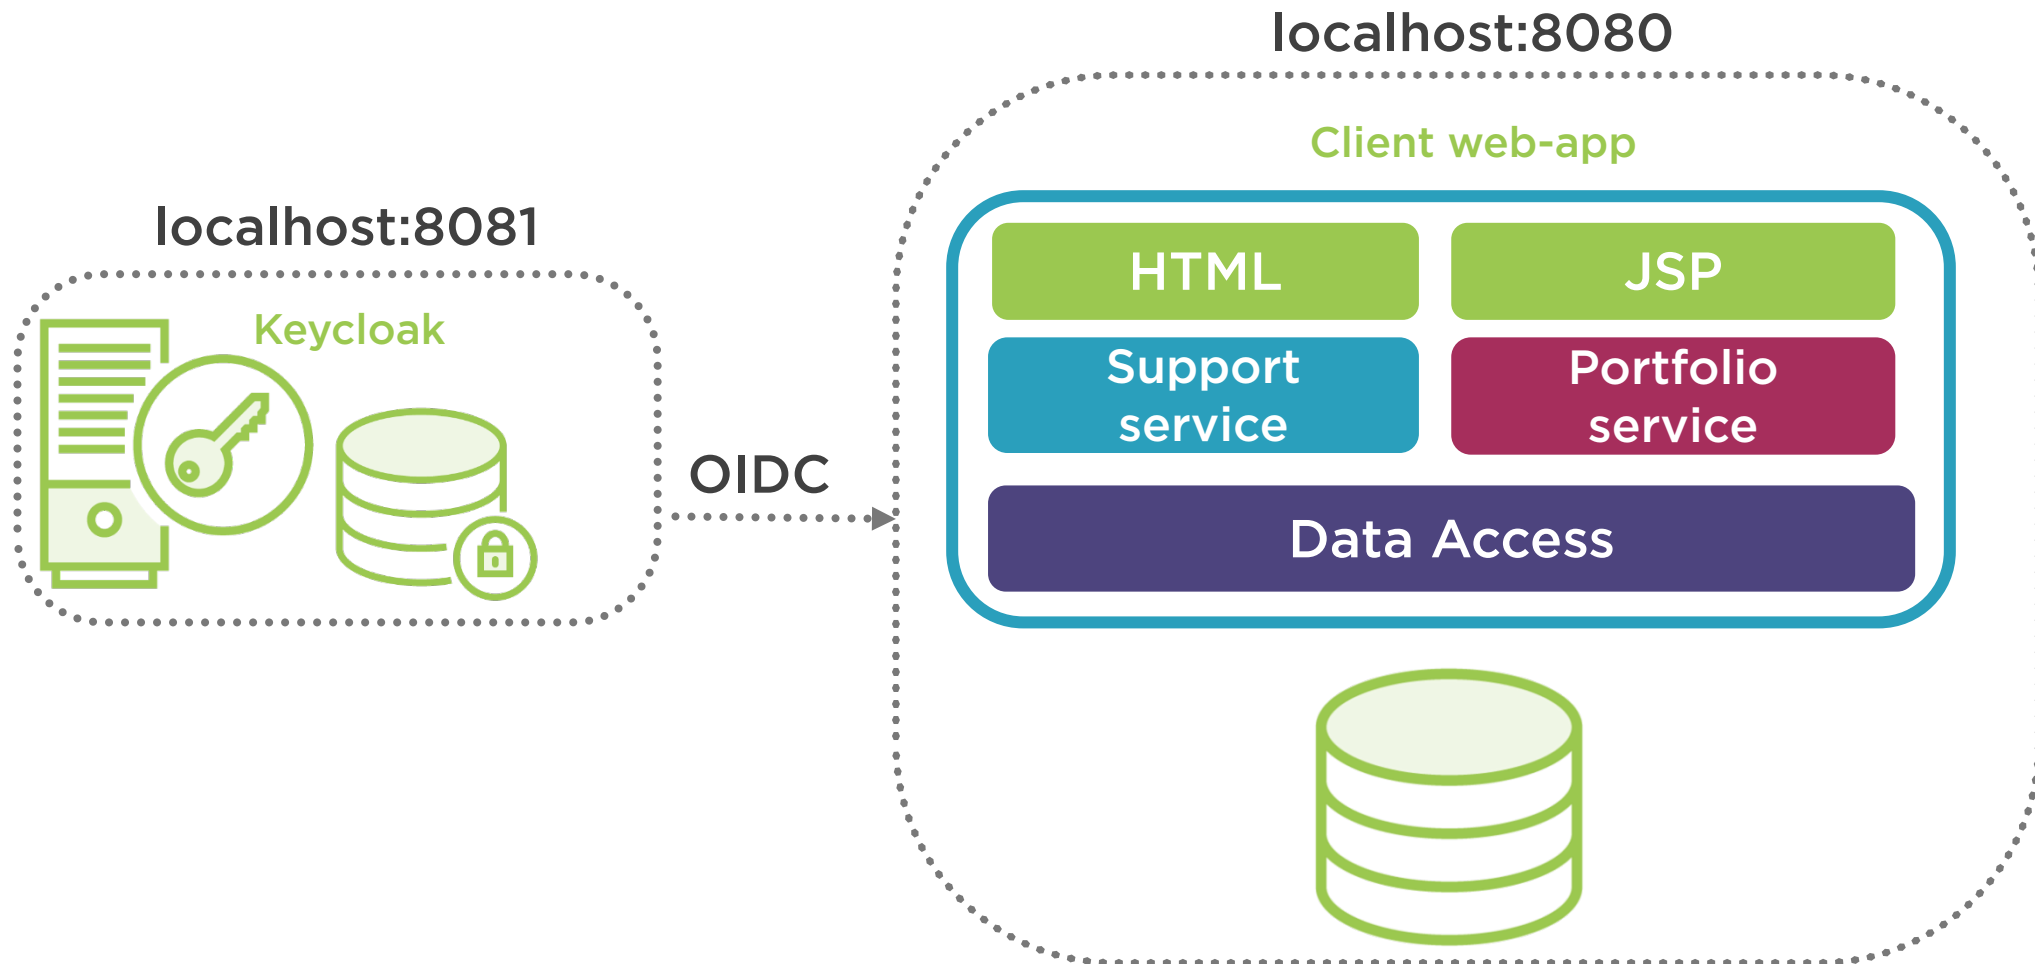 localhost:8080
Client web-app
localhost:8081
HTML
JSP
Keycloak
Support
service
Portfolio
service
OIDC
Data Access